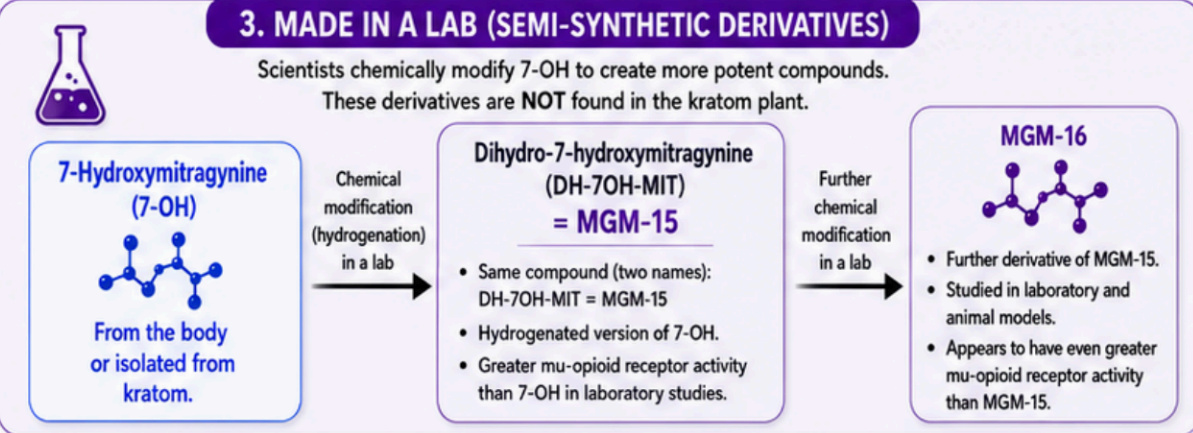 3. MADE IN A LAB (SEMI-SYNTHETIC DERIVATIVES)
Scientists chemically modify 7-OH to create more potent compounds.
These derivatives are NOT found in the kratom plant.
7-Hydroxymitragynine
(7-OH)
From the body
or isolated from
kratom.
Chemical
modification
(hydrogenation)
in a lab
Dihydro-7-hydroxymitragynine
(DH-7OH-MIT)
= MGM-15
• Same compound (two names):
DH-7OH-MIT = MGM-15
• Hydrogenated version of 7-OH.
• Greater mu-opioid receptor activity
than 7-OH in laboratory studies.
Further
chemical
modification
in a lab
MGM-16
• Further derivative of MGM-15.
• Studied in laboratory and
animal models.
• Appears to have even greater
mu-opioid receptor activity
than MGM-15.